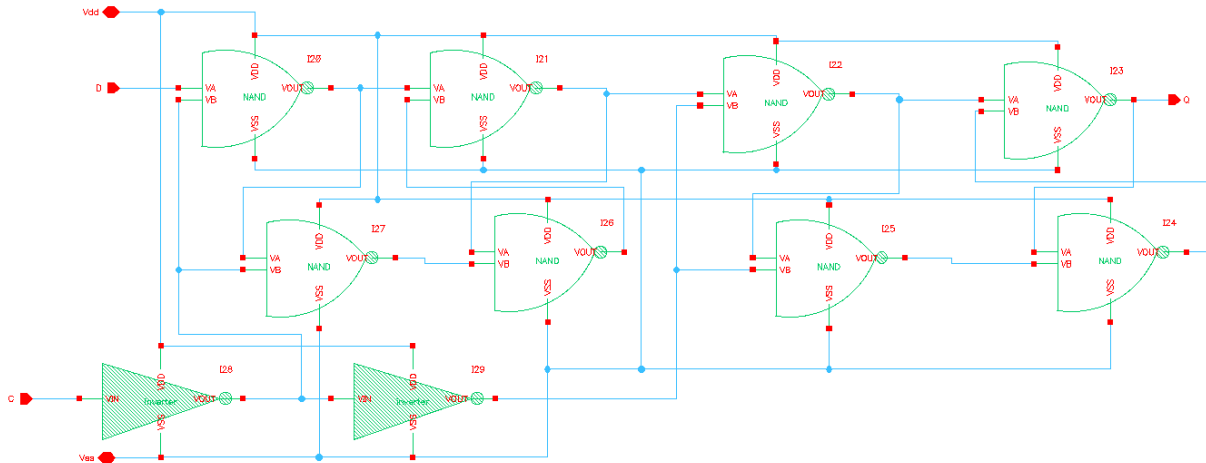 Vdd
I20
I21
I22
I23
D
VA
VB
VDD
NAND
VSS
VOUT
VA
VB
VDD
NAND
VSS
VOUT
VA
VB
VDD
NAND
VSS
VOUT
VA
VB
VDD
NAND
VSS
VOUT
Q
I27
I26
I25
I24
VA
VB
VDD
NAND
VSS
VOUT
VA
VB
VDD
NAND
VSS
VOUT
VA
VB
VDD
NAND
VSS
VOUT
VA
VB
VDD
NAND
VSS
VOUT
I28
I29
C
VIN
VDD
Inverter
VSS
VOUT
VIN
VDD
Inverter
VSS
VOUT
Vss